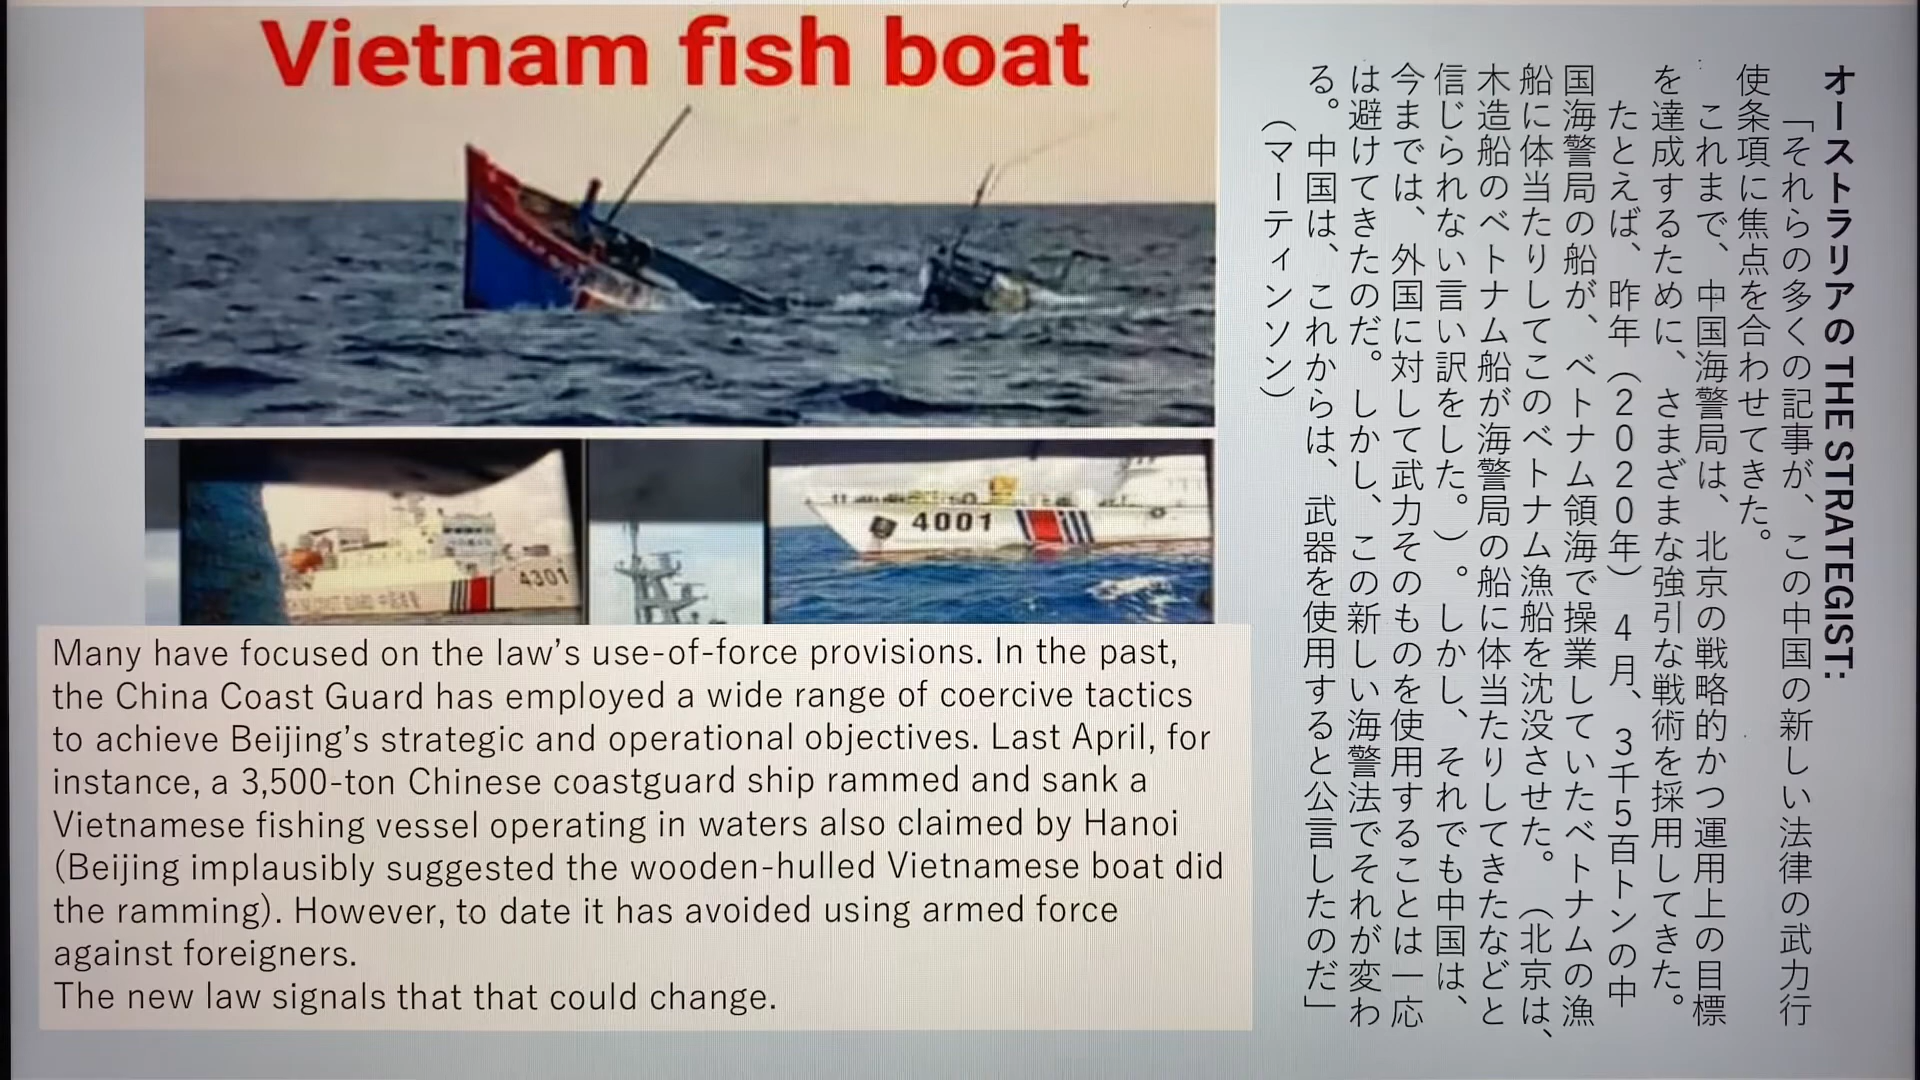 Vietnam fish boat
4301
4001
Many have focused on the law's use-of-force provisions. In the past,
the China Coast Guard has employed a wide range of coercive tactics
to achieve Beijing's strategic and operational objectives. Last April, for
instance, a 3,500-ton Chinese coastguard ship rammed and sank a
Vietnamese fishing vessel operating in waters also claimed by Hanoi
(Beijing implausibly suggested the wooden-hulled Vietnamese boat did
the ramming). However, to date it has avoided using armed force
against foreigners.
The new law signals that that could change.
オーストラリアの THE STRATEGIST:
「それらの多くの記事が、この中国の新しい法律の武力行
使条項に焦点を合わせてきた。
これまで、中国海警局は、北京の戦略的かつ運用上の目標
を達成するために、さまざまな強引な戦術を採用してきた。
たとえば、昨年（2020年）4月、3千5百トンの中
国海警局の船が、ベトナム領海で操業していたベトナムの漁
船に体当たりしてこのベトナム漁船を沈没させた。（北京は、
木造船のベトナム船が海警局の船に体当たりしてきたなどと
信じられない言い訳をした。）。しかし、それでも中国は、
今までは、外国に対して武力そのものを使用することは一応
は避けてきたのだ。しかし、この新しい海警法でそれが変わ
る。中国は、これからは、武器を使用すると公言したのだ」
（マーティンソン）